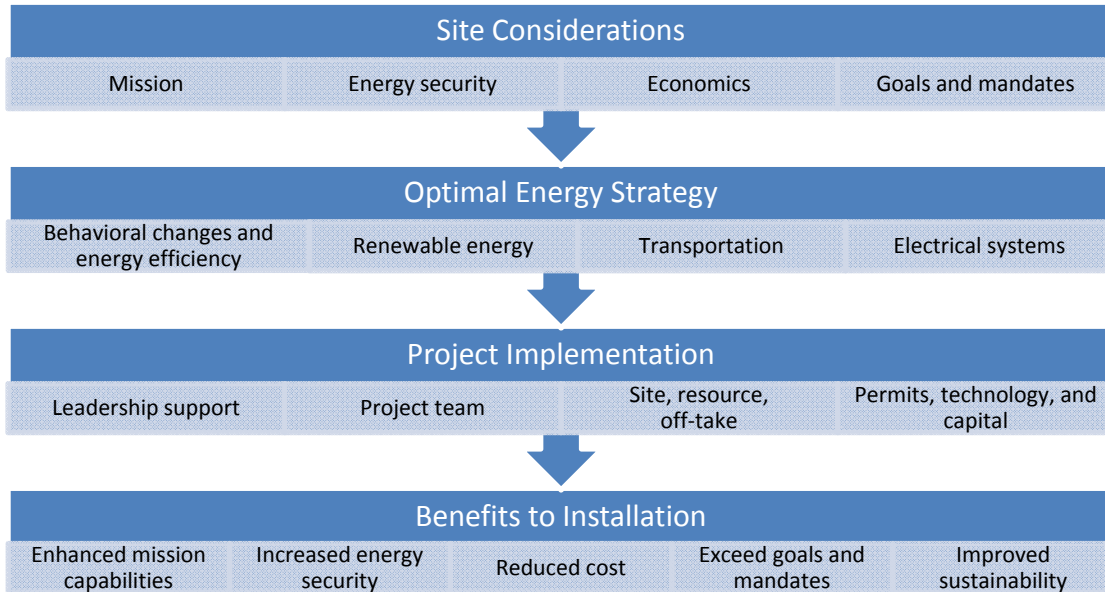 Site Considerations
Mission
Energy security
Economics
Goals and mandates
Optimal Energy Strategy
Behavioral changes and
energy efficiency
Renewable energy
Transportation
Electrical systems
Project Implementation
Leadership support
Project team
Site, resource,
off-take
Permits, technology, and
capital
Benefits to Installation
Enhanced mission
capabilities
Increased energy
security
Reduced cost
Exceed goals and
mandates
Improved
sustainability